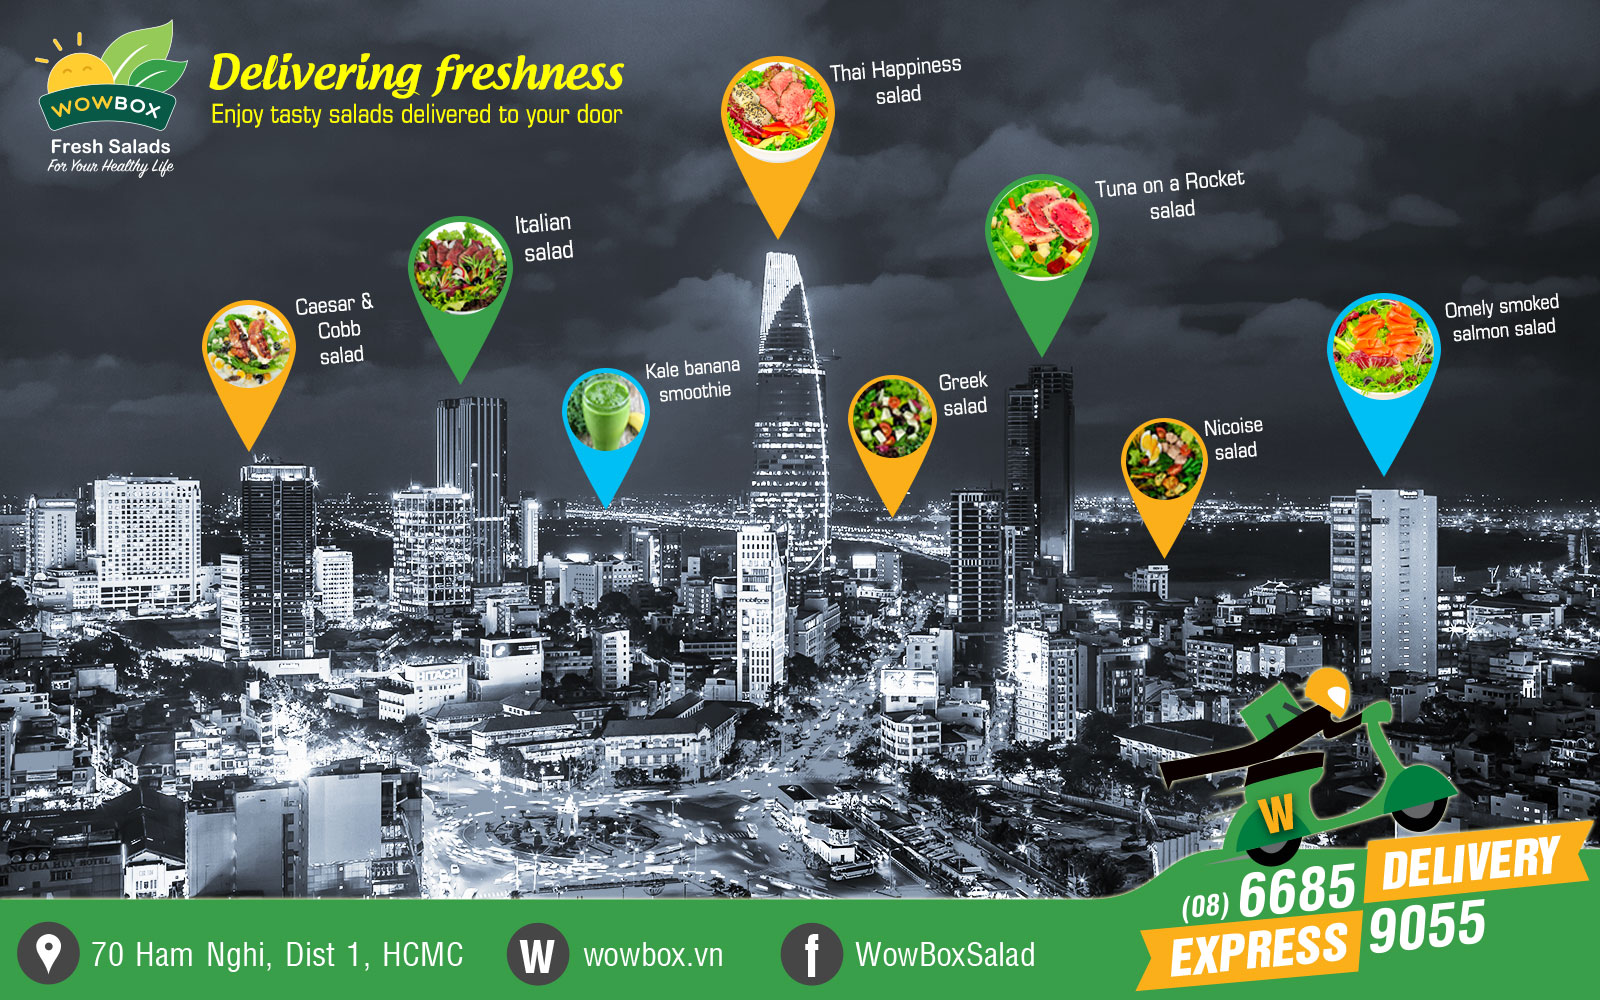 WOWBOX
Fresh Salads
For Your Healthy Life
Delivering freshness
Enjoy tasty salads delivered to your door
Thai Happiness
salad
Tuna on a Rocket
salad
Italian
salad
Caesar &
Cobb
salad
Kale banana
smoothie
Greek
salad
Nicoise
salad
Omely smoked
salmon salad
mobifone
HITACHI
W
(08) 6685
DELIVERY
EXPRESS
9055
70 Ham Nghi, Dist 1, HCMC
W wowbox.vn
f WowBoxSalad